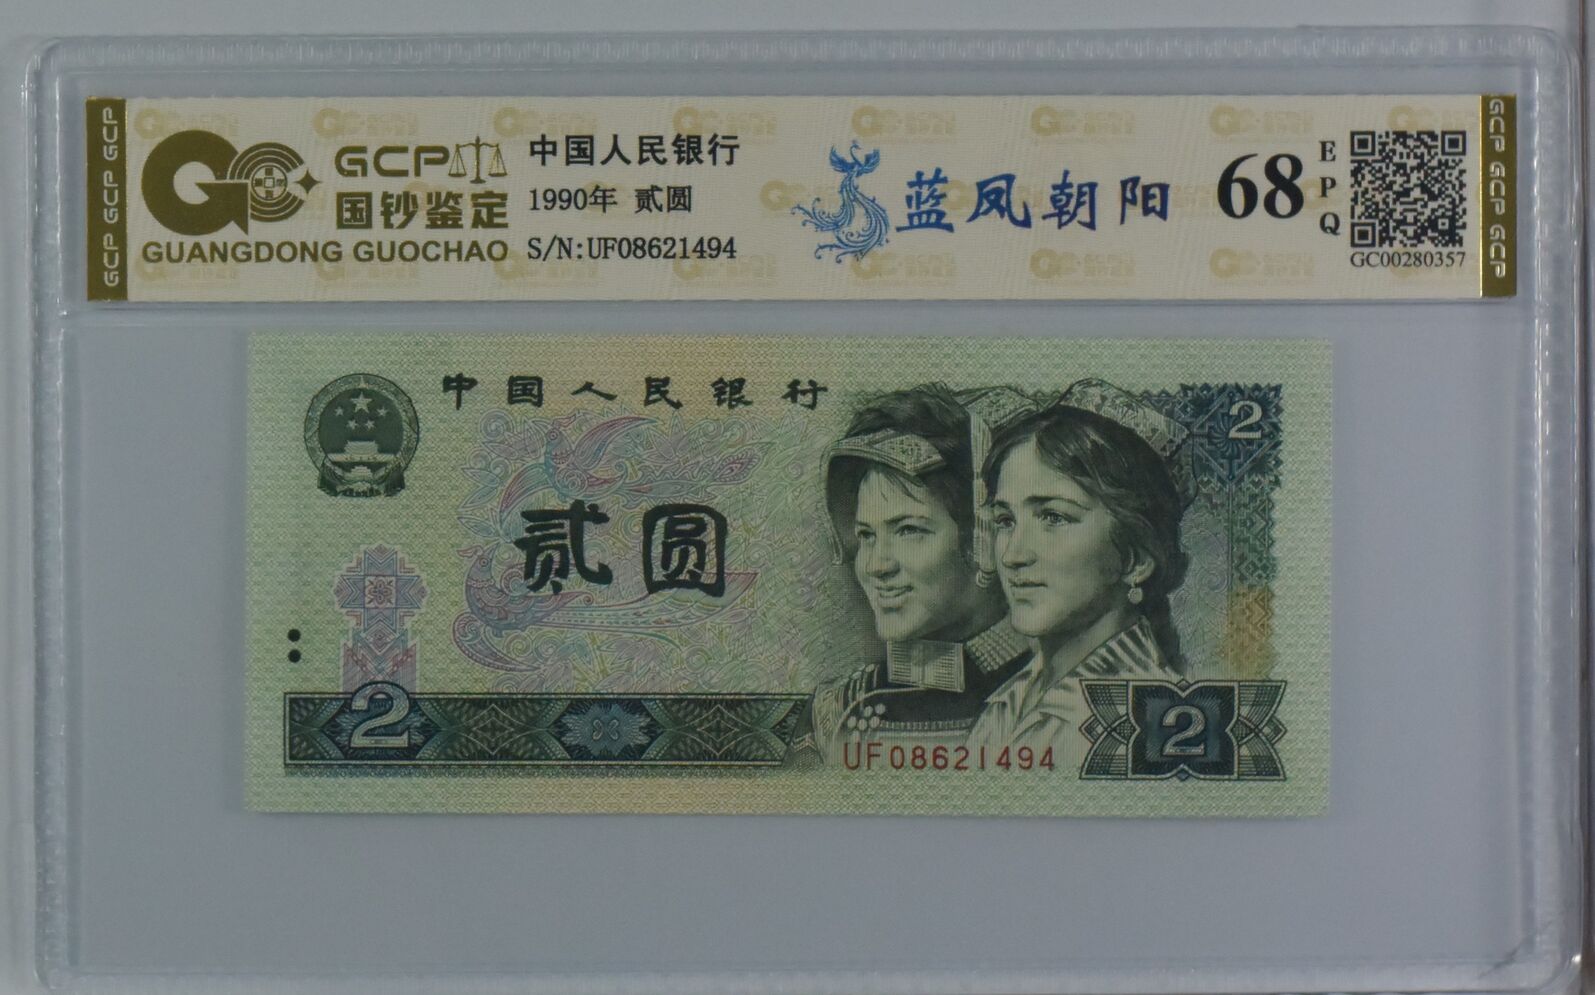 GCP GCP GCP
GCP
国钞鉴定
GUANGDONG GUOCHAO
中国人民银行
1990年 贰圆
S/N:UF08621494
蓝凤朝阳
68
EPQ
GC00280357
GCP GCP GCP
中国人民银行
2
贰圆
2
UF08621494
2